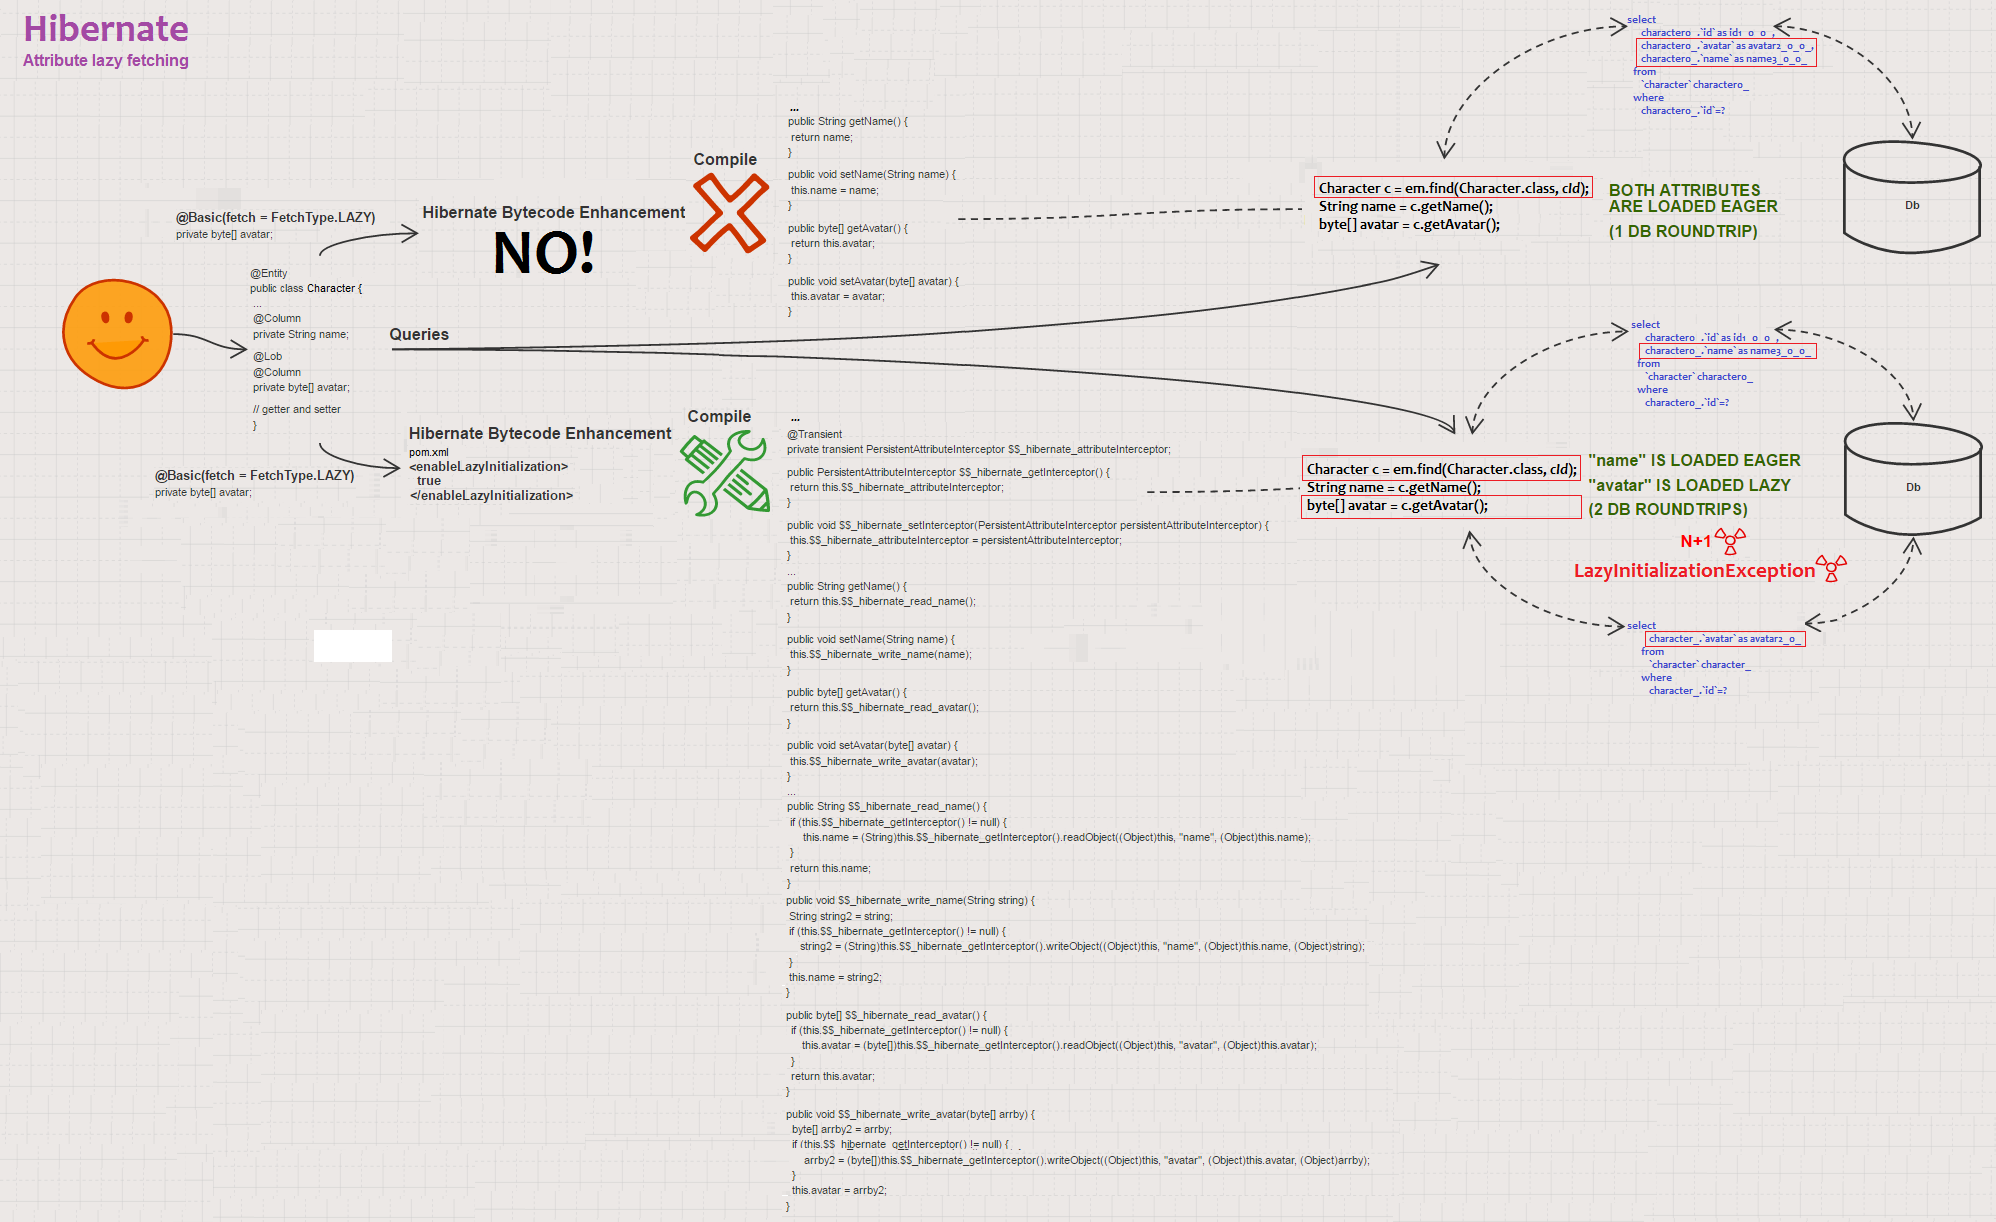 Hibernate
Attribute lazy fetching
@Basic(fetch = FetchType.LAZY)
private byte[] avatar;
@Entity
public class Character {
...
@Column
private String name;
@Lob
@Column
private byte[] avatar;
// getter and setter
}
@Basic(fetch = FetchType.LAZY)
private byte[] avatar;
Hibernate Bytecode Enhancement
NO!
Compile
...
public String getName() {
return name;
}
public void setName(String name) {
this.name = name;
}
public byte[] getAvatar() {
return this.avatar;
}
public void setAvatar(byte[] avatar) {
this.avatar = avatar;
}
Queries
Character c = em.find(Character.class, cId);
String name = c.getName();
byte[] avatar = c.getAvatar();
BOTH ATTRIBUTES
ARE LOADED EAGER
(1 DB ROUNDTRIP)
select
character0_.`id` as id1_0_0_,
character0_.`avatar` as avatar2_0_0_,
character0_.`name` as name3_0_0_
from
`character` character0_
where
character0_.`id`=?
Db
Hibernate Bytecode Enhancement
pom.xml
<enableLazyInitialization>
true
</enableLazyInitialization>
Compile
...
@Transient
private transient PersistentAttributeInterceptor $$_hibernate_attributeInterceptor;
public PersistentAttributeInterceptor $$_hibernate_getInterceptor() {
return this.$$_hibernate_attributeInterceptor;
}
public void $$_hibernate_setInterceptor(PersistentAttributeInterceptor persistentAttributeInterceptor) {
this.$$_hibernate_attributeInterceptor = persistentAttributeInterceptor;
}
...
public String getName() {
return this.$$_hibernate_read_name();
}
public void setName(String name) {
this.$$_hibernate_write_name(name);
}
public byte[] getAvatar() {
return this.$$_hibernate_read_avatar();
}
public void setAvatar(byte[] avatar) {
this.$$_hibernate_write_avatar(avatar);
}
...
public String $$_hibernate_read_name() {
if (this.$$_hibernate_getInterceptor() != null) {
this.name = (String)this.$$_hibernate_getInterceptor().readObject((Object)this, "name", (Object)this.name);
}
return this.name;
}
public void $$_hibernate_write_name(String string) {
String string2 = string;
if (this.$$_hibernate_getInterceptor() != null) {
string2 = (String)this.$$_hibernate_getInterceptor().writeObject((Object)this, "name", (Object)this.name, (Object)string);
}
this.name = string2;
}
public byte[] $$_hibernate_read_avatar() {
if (this.$$_hibernate_getInterceptor() != null) {
this.avatar = (byte[])this.$$_hibernate_getInterceptor().readObject((Object)this, "avatar", (Object)this.avatar);
}
return this.avatar;
}
public void $$_hibernate_write_avatar(byte[] arrby) {
byte[] arrby2 = arrby;
if (this.$$_hibernate_getInterceptor() != null) {
arrby2 = (byte[])this.$$_hibernate_getInterceptor().writeObject((Object)this, "avatar", (Object)this.avatar, (Object)arrby);
}
this.avatar = arrby2;
}
Character c = em.find(Character.class, cId);
String name = c.getName();
byte[] avatar = c.getAvatar();
"name" IS LOADED EAGER
"avatar" IS LOADED LAZY
(2 DB ROUNDTRIPS)
N+1
LazyInitializationException
select
character0_.`id` as id1_0_0_,
character0_.`name` as name3_0_0_
from
`character` character0_
where
character0_.`id`=?
Db
select
character_.`avatar` as avatar2_0_
from
`character` character_
where
character_.`id`=?